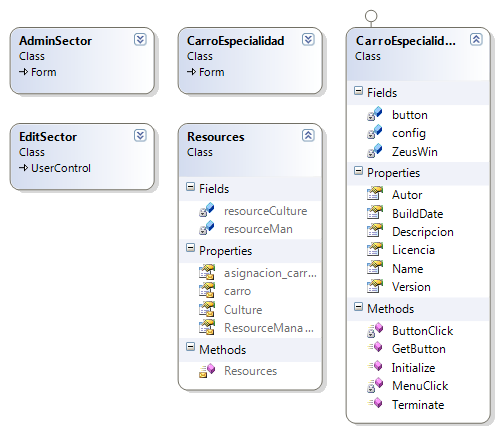 AdminSector
Class
Form
EditSector
Class
UserControl
CarroEspecialidad
Class
Form
Resources
Class
Fields
resourceCulture
resourceMan
Properties
asignacion_carr...
carro
Culture
ResourceMana...
Methods
Resources
CarroEspecialid...
Class
Fields
button
config
ZeusWin
Properties
Autor
BuildDate
Descripcion
Licencia
Name
Version
Methods
ButtonClick
GetButton
Initialize
MenuClick
Terminate